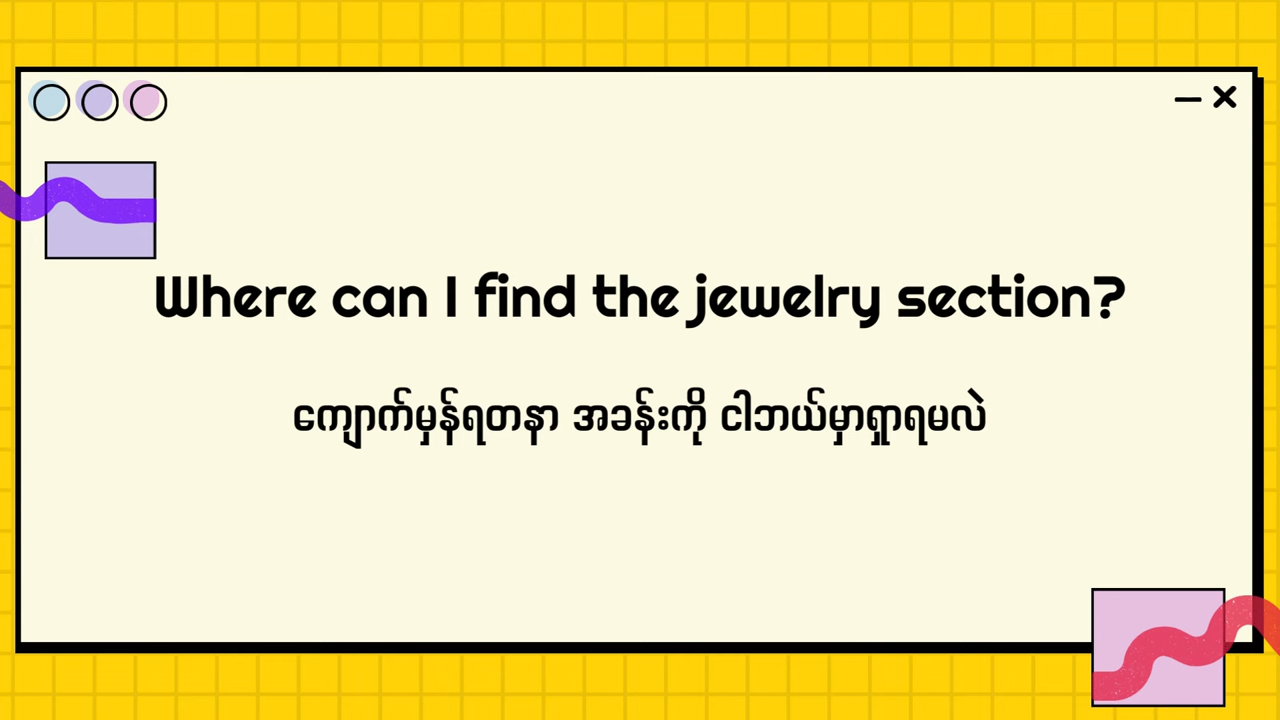 Where can I find the jewelry section?
ကျောက်မှန်ရတနာ အခန်းကို ငါဘယ်မှာရှာရမလဲ